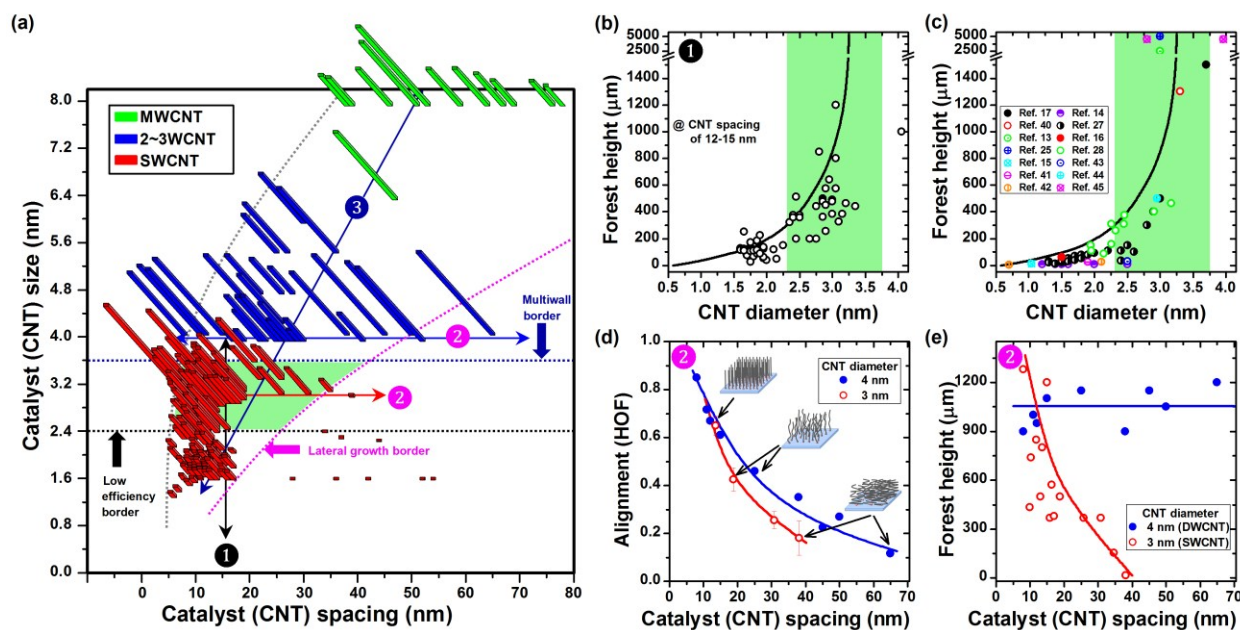 (a)
Catalyst (CNT) size (nm)
8.0
7.2
6.4
5.6
4.8
4.0
3.2
2.4
1.6
0.8
0.0
MWCNT
2~3WCNT
SWCNT
3
2
2
1
Multiwall
border
Lateral growth border
Low
efficiency
border
0 10 20 30 40 50 60 70 80
Catalyst (CNT) spacing (nm)
(b)
1
Forest height (μm)
5000
2500
1400
1200
1000
800
600
400
200
0
@ CNT spacing
of 12-15 nm
0.5 1.0 1.5 2.0 2.5 3.0 3.5 4.0
CNT diameter (nm)
(c)
Forest height (μm)
5000
2500
1400
1200
1000
800
600
400
200
0
Ref. 17 Ref. 14
Ref. 40 Ref. 27
Ref. 13 Ref. 16
Ref. 25 Ref. 28
Ref. 15 Ref. 43
Ref. 41 Ref. 44
Ref. 42 Ref. 45
0.5 1.0 1.5 2.0 2.5 3.0 3.5 4.0
CNT diameter (nm)
(d)
2
Alignment (HOF)
1.0
0.8
0.6
0.4
0.2
0.0
CNT diameter
4 nm
3 nm
0 10 20 30 40 50 60 70
Catalyst (CNT) spacing (nm)
(e)
2
Forest height (μm)
1200
900
600
300
0
CNT diameter
4 nm (DWCNT)
3 nm (SWCNT)
0 10 20 30 40 50 60 70
Catalyst (CNT) spacing (nm)